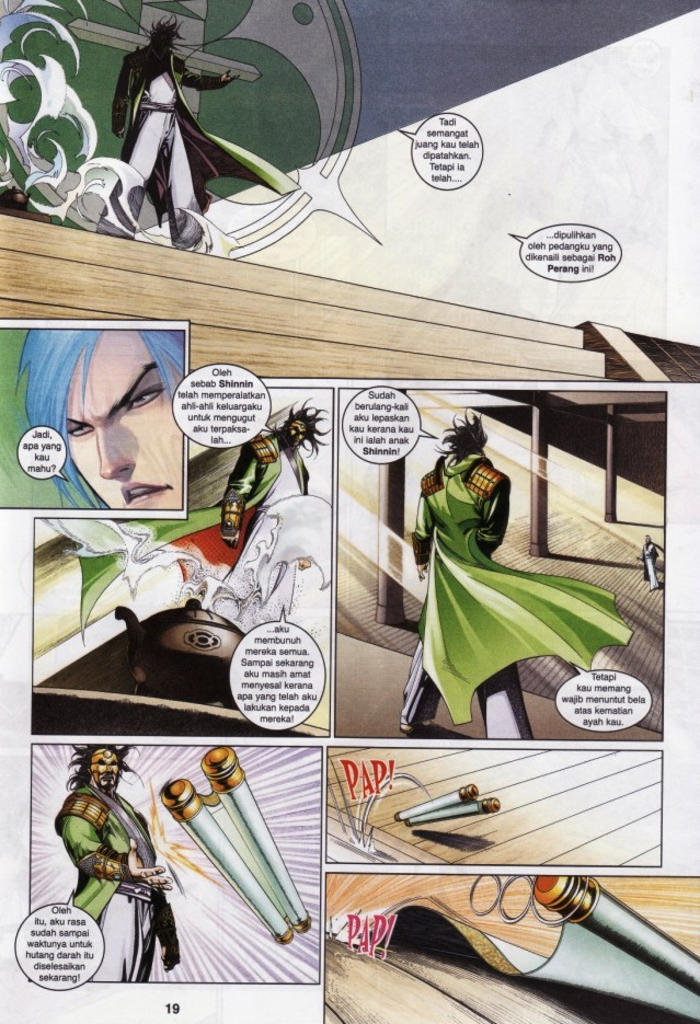 Tadi
semangat
juang kau telah
dipatahkan.
Tetapi ia
telah....
...dipulihkan
oleh pedangku yang
dikenaili sebagai Roh
Perang ini!
Jadi,
apa yang
kau
mahu?
Oleh
sebab Shinnin
telah memperalatkan
ahli-ahli keluargaku
untuk mengugut
aku terpaksa-
lah...
...aku
membunuh
mereka semua.
Sampai sekarang
aku masih amat
menyesal kerana
apa yang telah aku
lakukan kepada
mereka!
Sudah
berulang-kali
aku lepaskan
kau kerana kau
ini ialah anak
Shinnin!
Tetapi
kau memang
wajib menuntut bela
atas kematian
ayah kau.
Oleh
itu, aku rasa
sudah sampai
waktunya untuk
hutang darah itu
diselesaikan
sekarang!
PAP!
PAP!
19